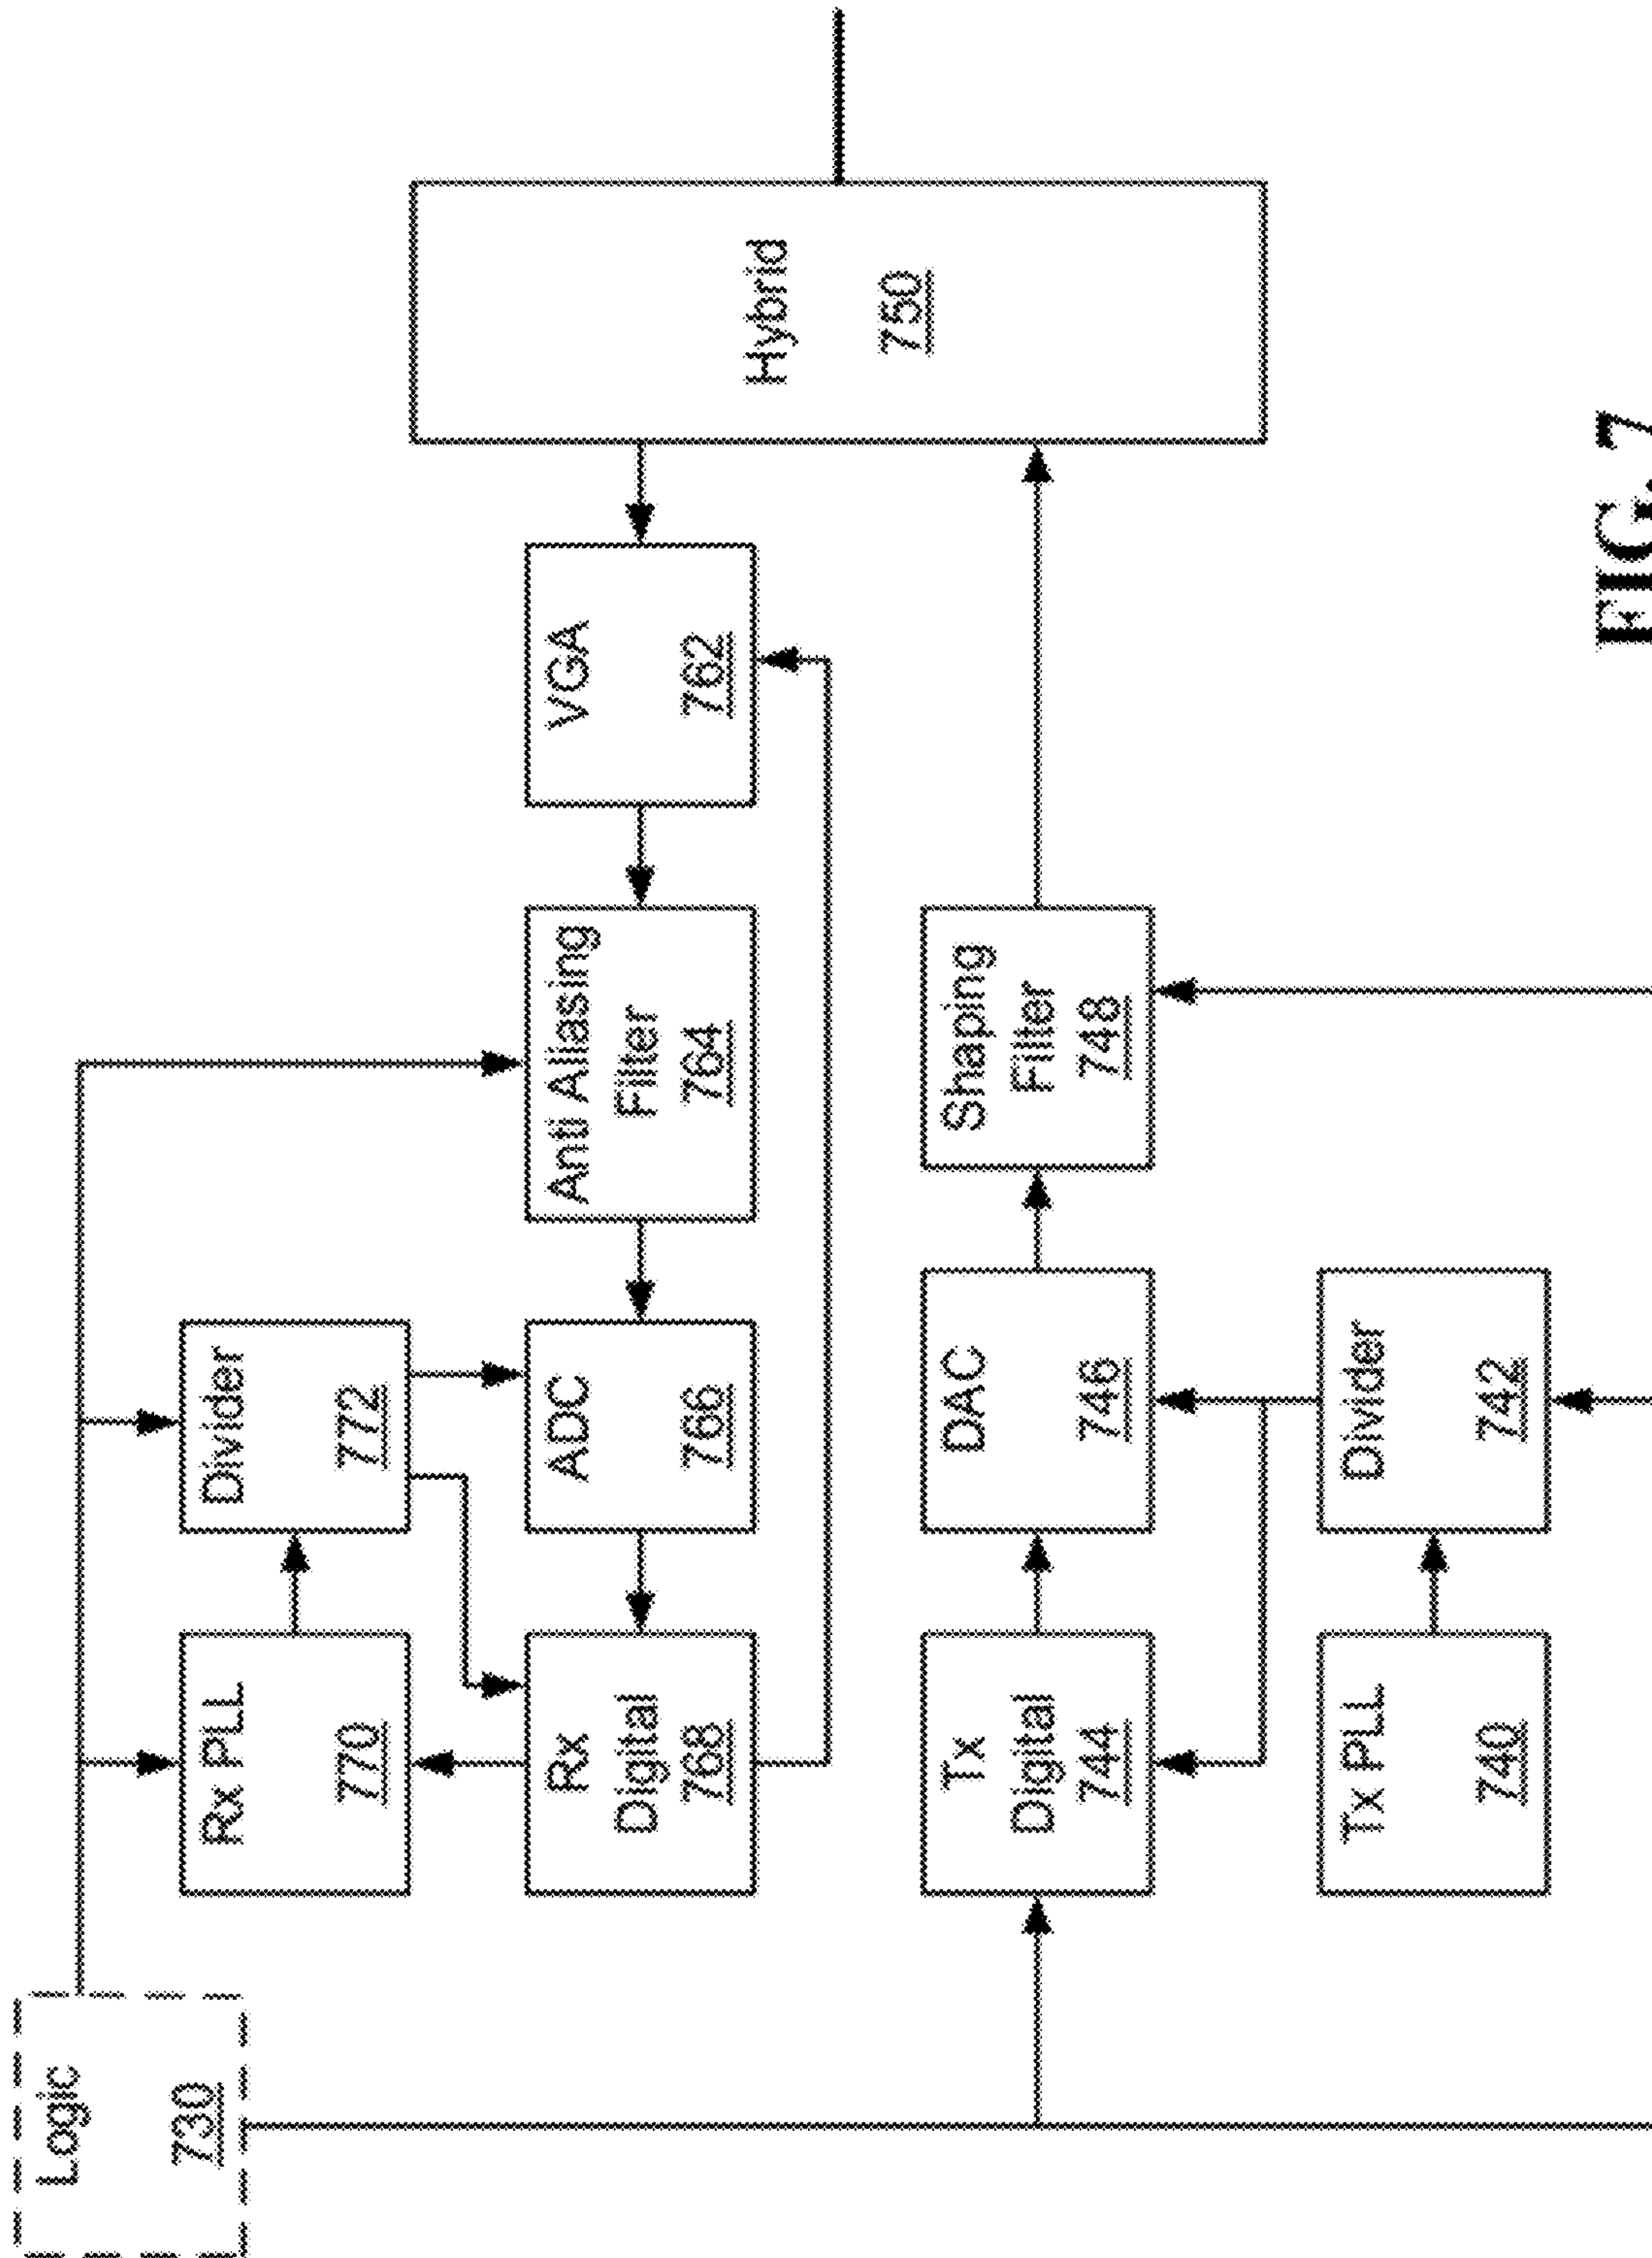 Logic
730
Rx PLL
770
Divider
772
Rx
Digital
768
ADC
766
Anti Aliasing
Filter
764
VGA
762
Hybrid
750
Tx
Digital
744
DAC
746
Shaping
Filter
748
Tx PLL
740
Divider
742
FIG. 7